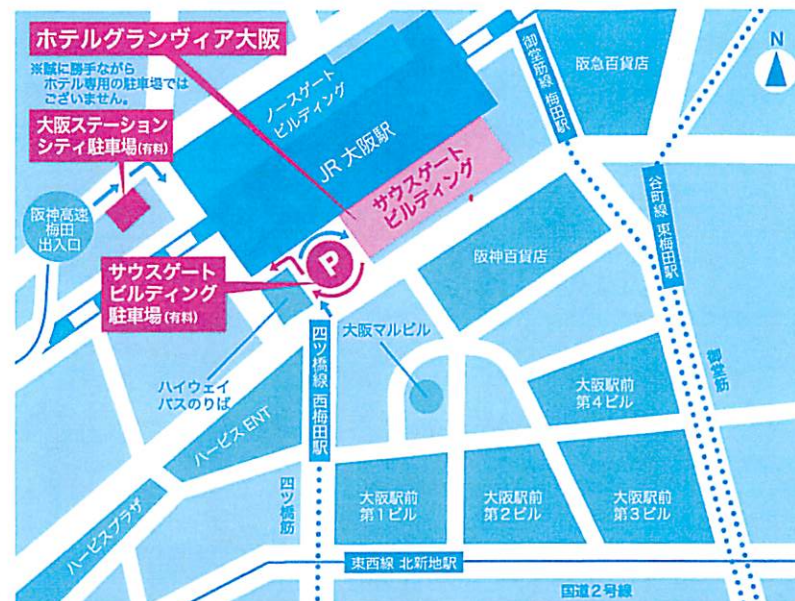 ホテルグランヴィア大阪
※誠に勝手ながら
ホテル専用の駐車場では
ございません。
大阪ステーション
シティ駐車場(有料)
阪神高速
梅田
出入口
ノースゲート
ビルディング
JR 大阪駅
サウスゲート
ビルディング
御堂筋線 梅田駅
阪急百貨店
N
谷町線 東梅田駅
サウスゲート
ビルディング
駐車場(有料)
P
阪神百貨店
ハイウェイ
バスのりば
四ツ橋線 西梅田駅
大阪マルビル
大阪駅前
第4ビル
御堂筋
ハービスENT
ハービスプラザ
四ツ橋筋
大阪駅前
第1ビル
大阪駅前
第2ビル
大阪駅前
第3ビル
東西線 北新地駅
国道2号線